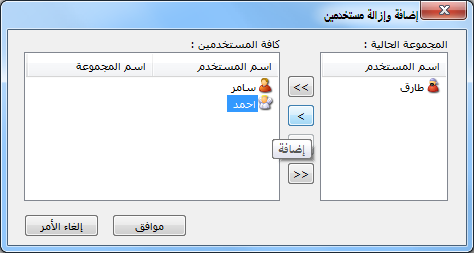 إضافة وإزالة مستخدمين
المجموعة الحالية :
اسم المستخدم
طارق
<<
>
إضافة
>>
كافة المستخدمين :
اسم المستخدم اسم المجموعة
سامر
احمد
موافق
إلغاء الأمر